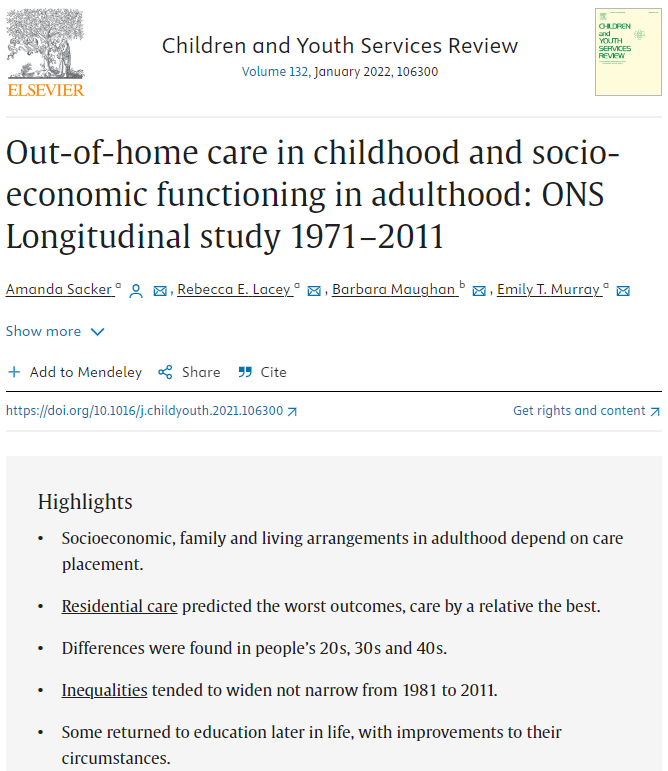 ELSEVIER
Children and Youth Services Review
Volume 132, January 2022, 106300
CHILDREN
and
YOUTH
SERVICES
REVIEW
Out-of-home care in childhood and socio-
economic functioning in adulthood: ONS
Longitudinal study 1971–2011
Amanda Sacker a , Rebecca E. Lacey a , Barbara Maughan b , Emily T. Murray a
Show more
Add to Mendeley Share Cite
https://doi.org/10.1016/j.childyouth.2021.106300 Get rights and content
Highlights
• Socioeconomic, family and living arrangements in adulthood depend on care
placement.
• Residential care predicted the worst outcomes, care by a relative the best.
• Differences were found in people’s 20s, 30s and 40s.
• Inequalities tended to widen not narrow from 1981 to 2011.
• Some returned to education later in life, with improvements to their
circumstances.